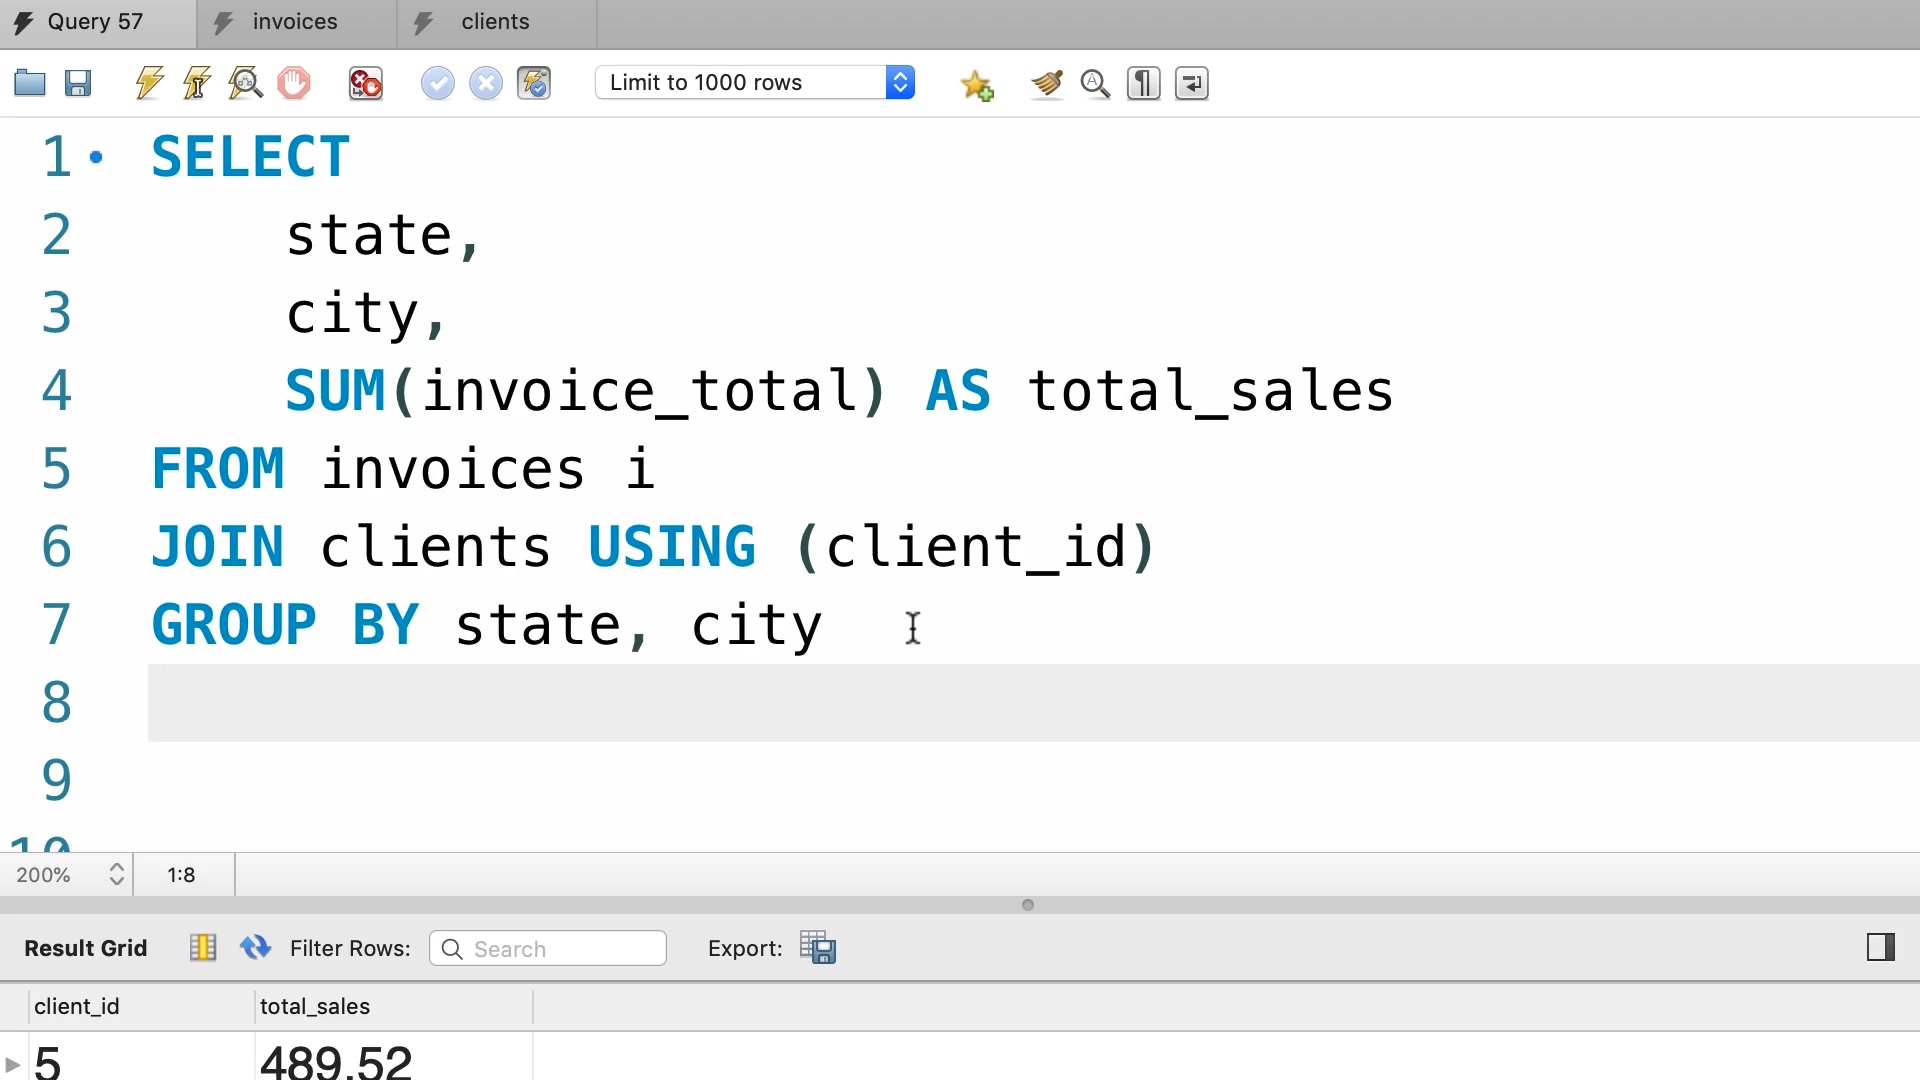 Query 57 invoices clients
Limit to 1000 rows
1 SELECT
2 state,
3 city,
4 SUM(invoice_total) AS total_sales
5 FROM invoices i
6 JOIN clients USING (client_id)
7 GROUP BY state, city
8
9
10
200% 1:8
Result Grid Filter Rows: Search Export:
client_id total_sales
5 489.52